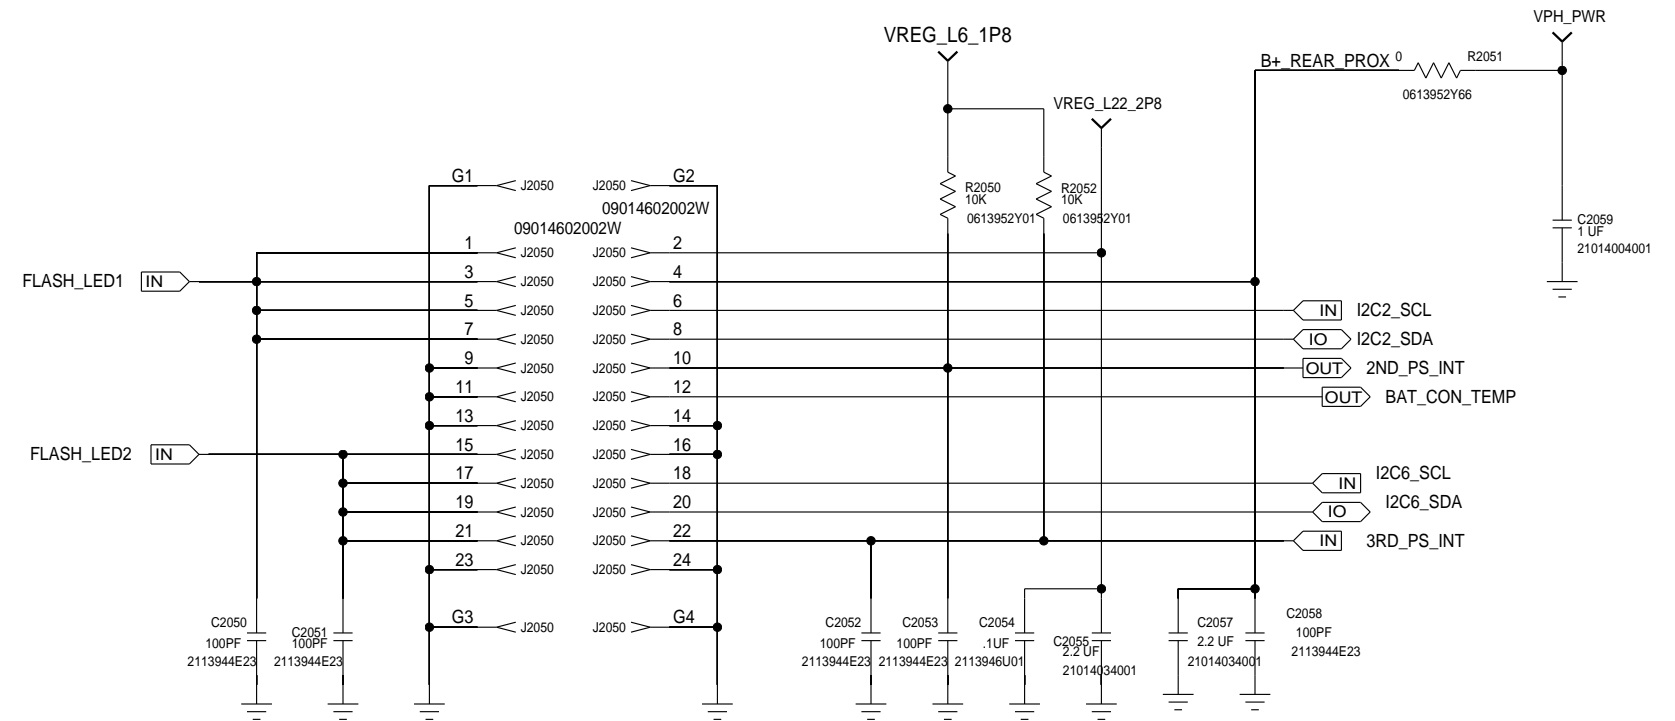 VPH_PWR
VREG_L6_1P8
B+_REAR_PROX 0 R2051
0613952Y66
VREG_L22_2P8
G1 J2050 J2050 G2
R2050 R2052
10K 10K
09014602002W 0613952Y01 0613952Y01
09014602002W
C2059
1 UF
21014004001
1 J2050 J2050 2
FLASH_LED1 IN 3 J2050 J2050 4
5 J2050 J2050 6 IN I2C2_SCL
7 J2050 J2050 8 IO I2C2_SDA
9 J2050 J2050 10 OUT 2ND_PS_INT
11 J2050 J2050 12 OUT BAT_CON_TEMP
13 J2050 J2050 14
FLASH_LED2 IN 15 J2050 J2050 16
17 J2050 J2050 18 IN I2C6_SCL
19 J2050 J2050 20 IO I2C6_SDA
21 J2050 J2050 22 IN 3RD_PS_INT
23 J2050 J2050 24
G3 J2050 J2050 G4
C2050
100PF
2113944E23
C2051
100PF
2113944E23
C2052
100PF
2113944E23
C2053
100PF
2113944E23
C2054
.1UF
2113946U01
C2055
2.2 UF
21014034001
C2057
2.2 UF
21014034001
C2058
100PF
2113944E23